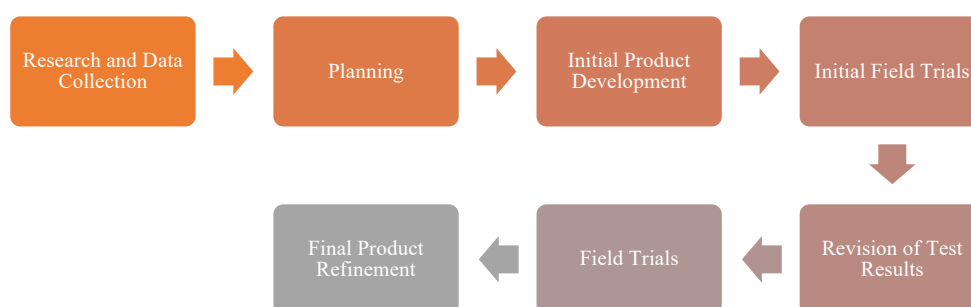 Research and Data
Collection
Planning
Initial Product
Development
Initial Field Trials
Revision of Test
Results
Field Trials
Final Product
Refinement